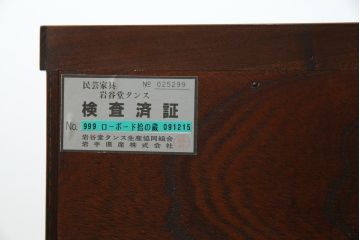 民芸家具 № 025299
岩谷堂タンス
検査済証
No. 999 ローボード拾の蔵 091215
岩谷堂タンス生産協同組合
岩手県産株式会社